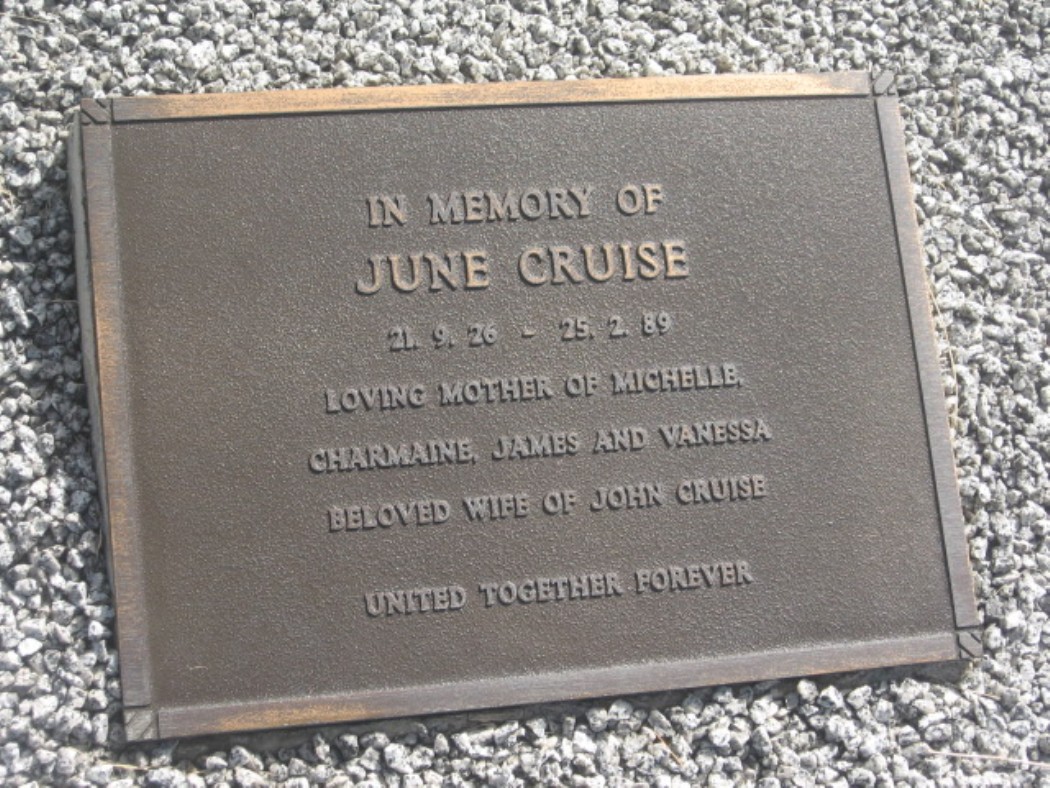 IN MEMORY OF
JUNE CRUISE
21. 9. 26 - 25. 2. 89
LOVING MOTHER OF MICHELLE,
CHARMAINE, JAMES AND VANESSA
BELOVED WIFE OF JOHN CRUISE
UNITED TOGETHER FOREVER